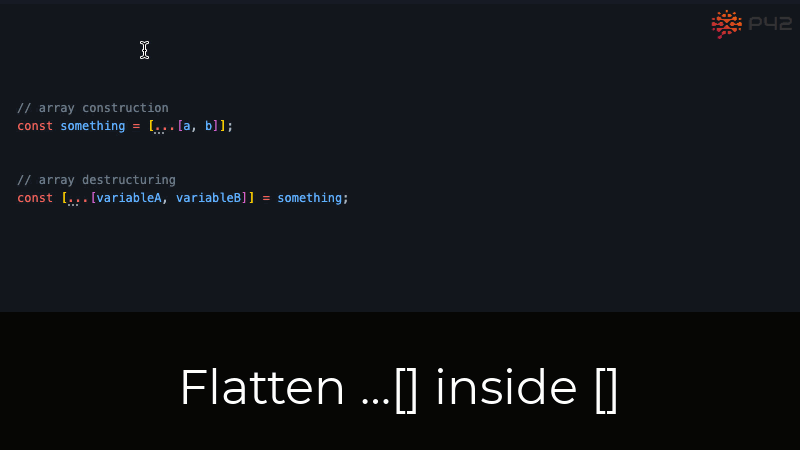 P42
// array construction
const something = [...[a, b]];
// array destructuring
const [...[variableA, variableB]] = something;
Flatten ...[] inside []